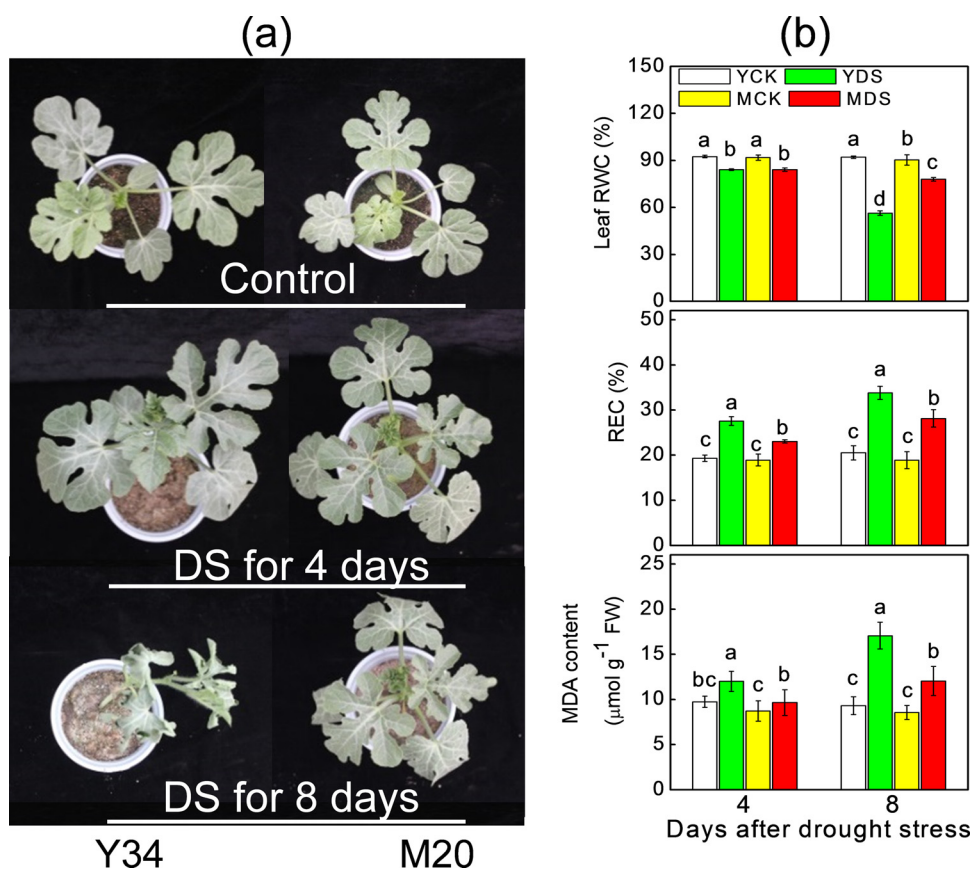 (a)
Control
DS for 4 days
DS for 8 days
Y34 M20
(b)
150
120
90
60
30
0
Leaf RWC (%)
YCK YDS
MCK MDS
a b a b a d b c
50
40
30
20
10
0
REC (%)
c a c b c a c b
25
20
15
10
5
0
MDA content
(μmol g⁻¹ FW)
bc a c b c a c b
4 8
Days after drought stress